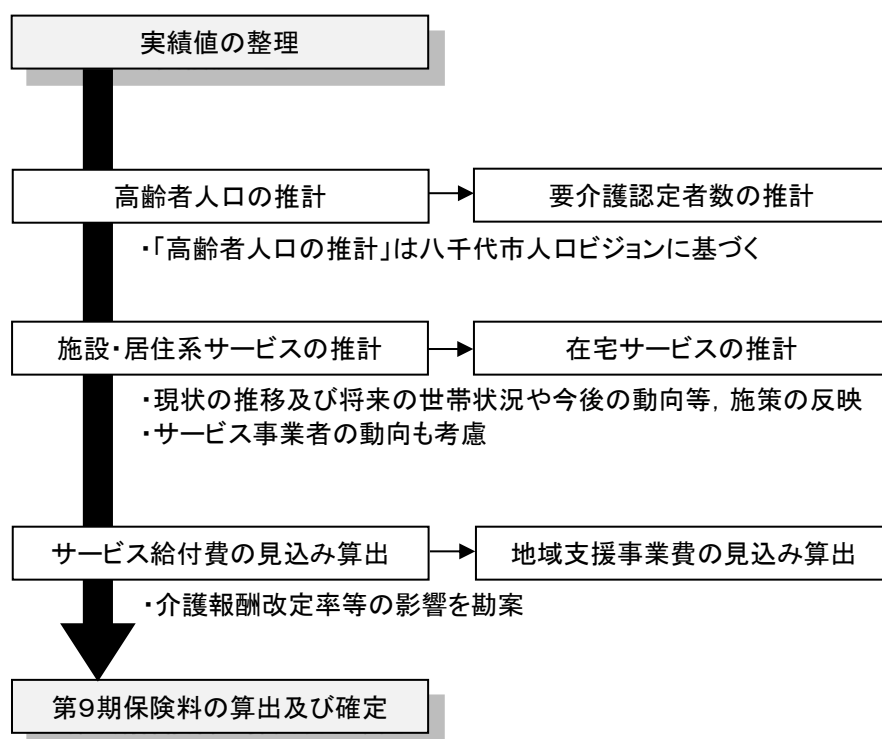 実績値の整理
高齢者人口の推計
要介護認定者数の推計
・「高齢者人口の推計」は八千代市人口ビジョンに基づく
施設・居住系サービスの推計
在宅サービスの推計
・現状の推移及び将来の世帯状況や今後の動向等，施策の反映
・サービス事業者の動向も考慮
サービス給付費の見込み算出
地域支援事業費の見込み算出
・介護報酬改定率等の影響を勘案
第９期保険料の算出及び確定